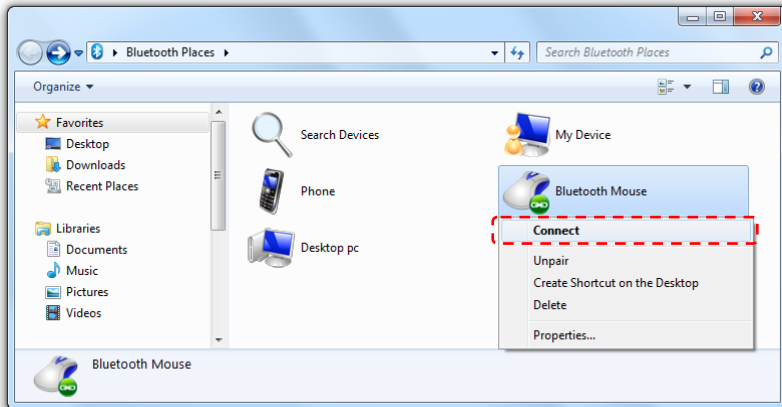 Bluetooth Places
Search Bluetooth Places
Organize
Favorites
Desktop
Downloads
Recent Places
Libraries
Documents
Music
Pictures
Videos
Search Devices
My Device
Phone
Bluetooth Mouse
Desktop pc
Connect
Unpair
Create Shortcut on the Desktop
Delete
Properties...
Bluetooth Mouse